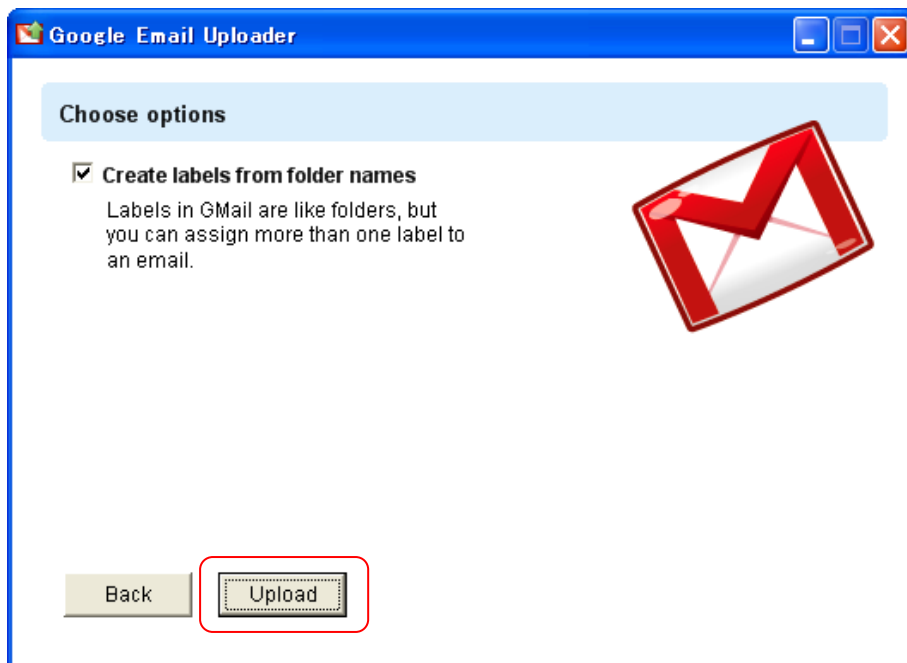 Google Email Uploader
Choose options
Create labels from folder names
Labels in GMail are like folders, but
you can assign more than one label to
an email.
Back
Upload